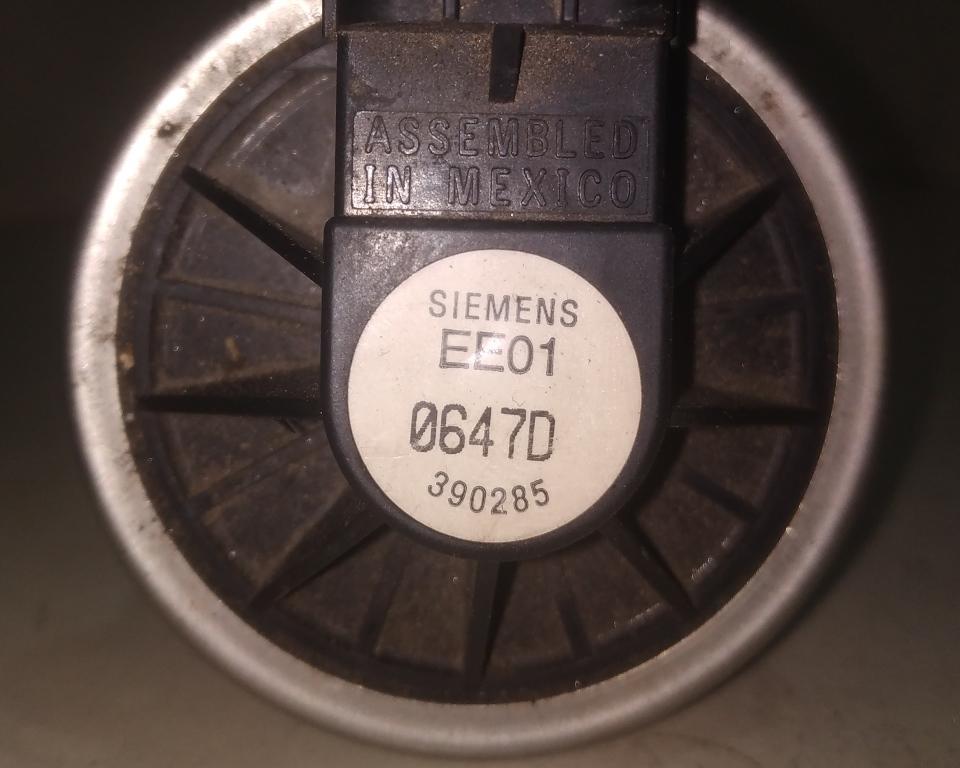 ASSEMBLED
IN MEXICO
SIEMENS
EE01
0647D
390285